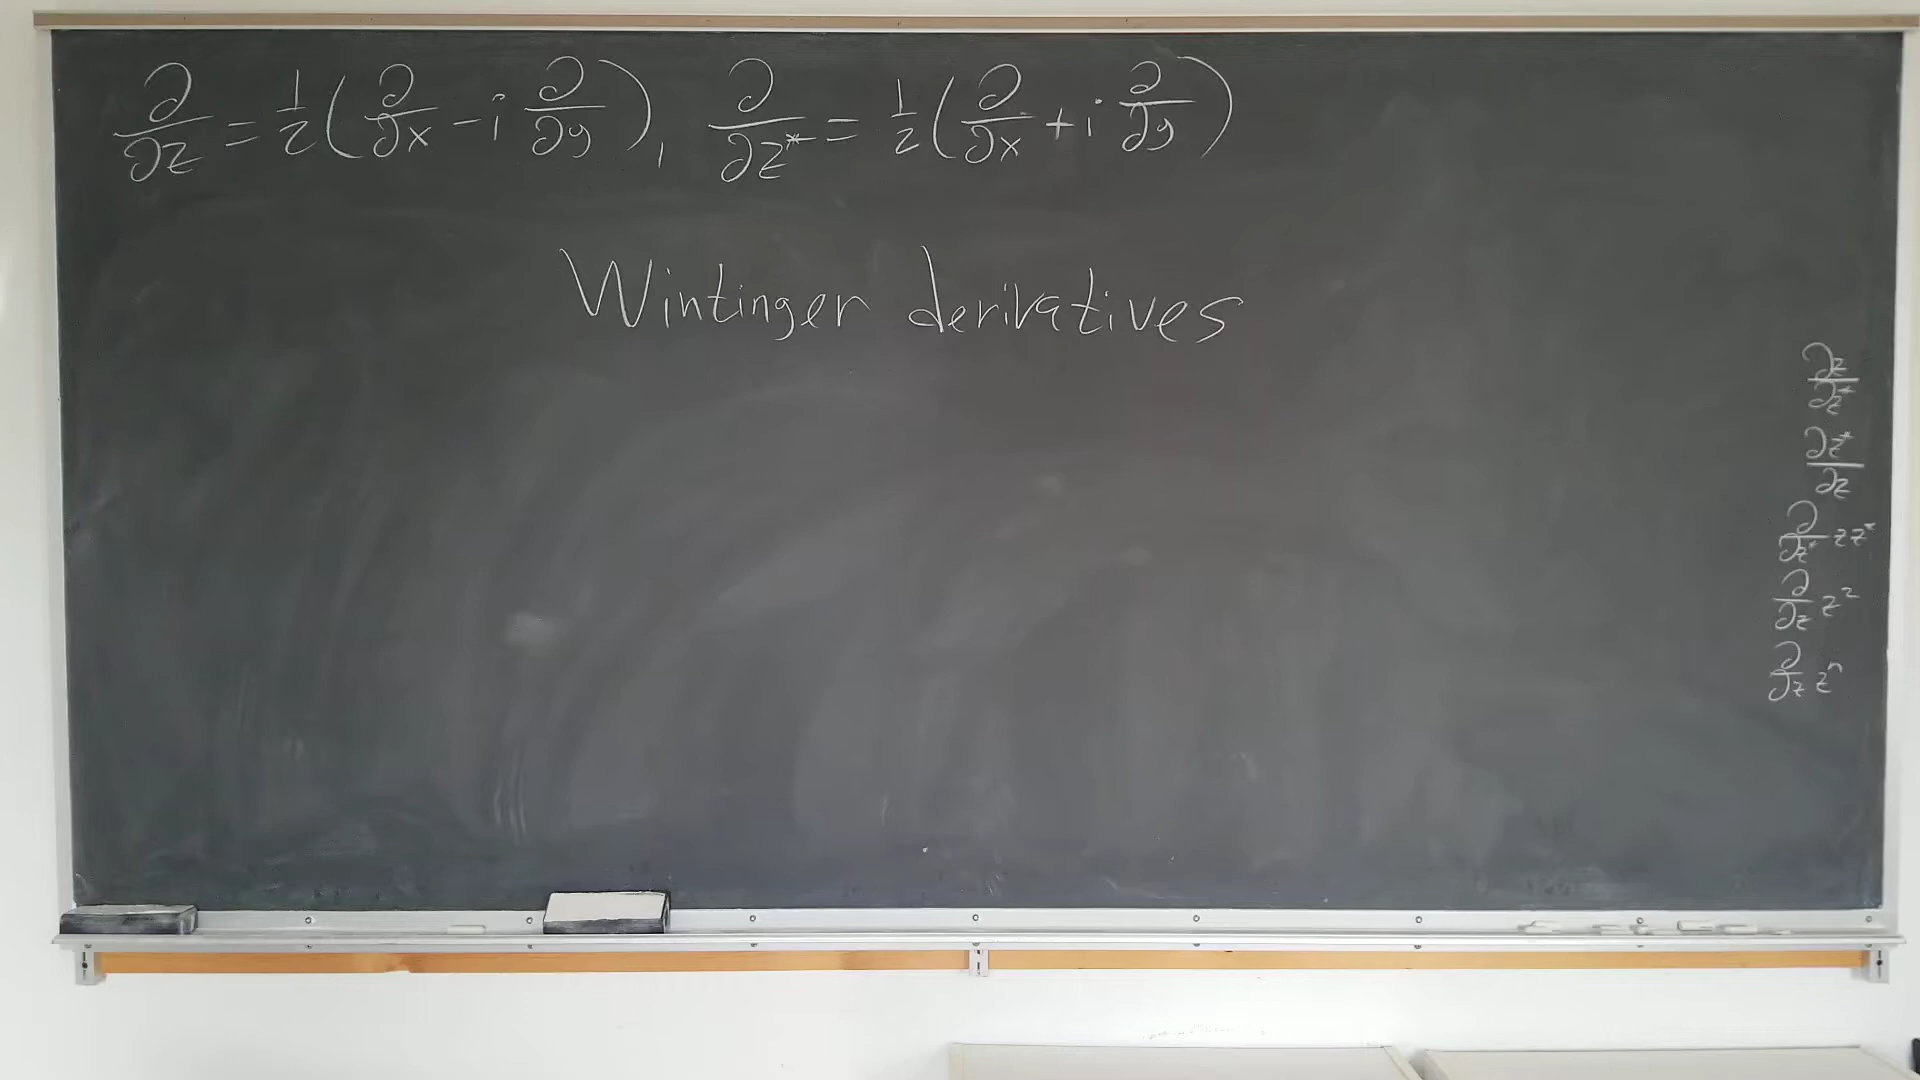 ∂/∂z = 1/2(∂/∂x - i ∂/∂y), ∂/∂z* = 1/2(∂/∂x + i ∂/∂y)
Wintinger derivatives
∂z/∂z*
∂z*/∂z
∂/∂z* zz*
∂/∂z z²
∂/∂z zⁿ